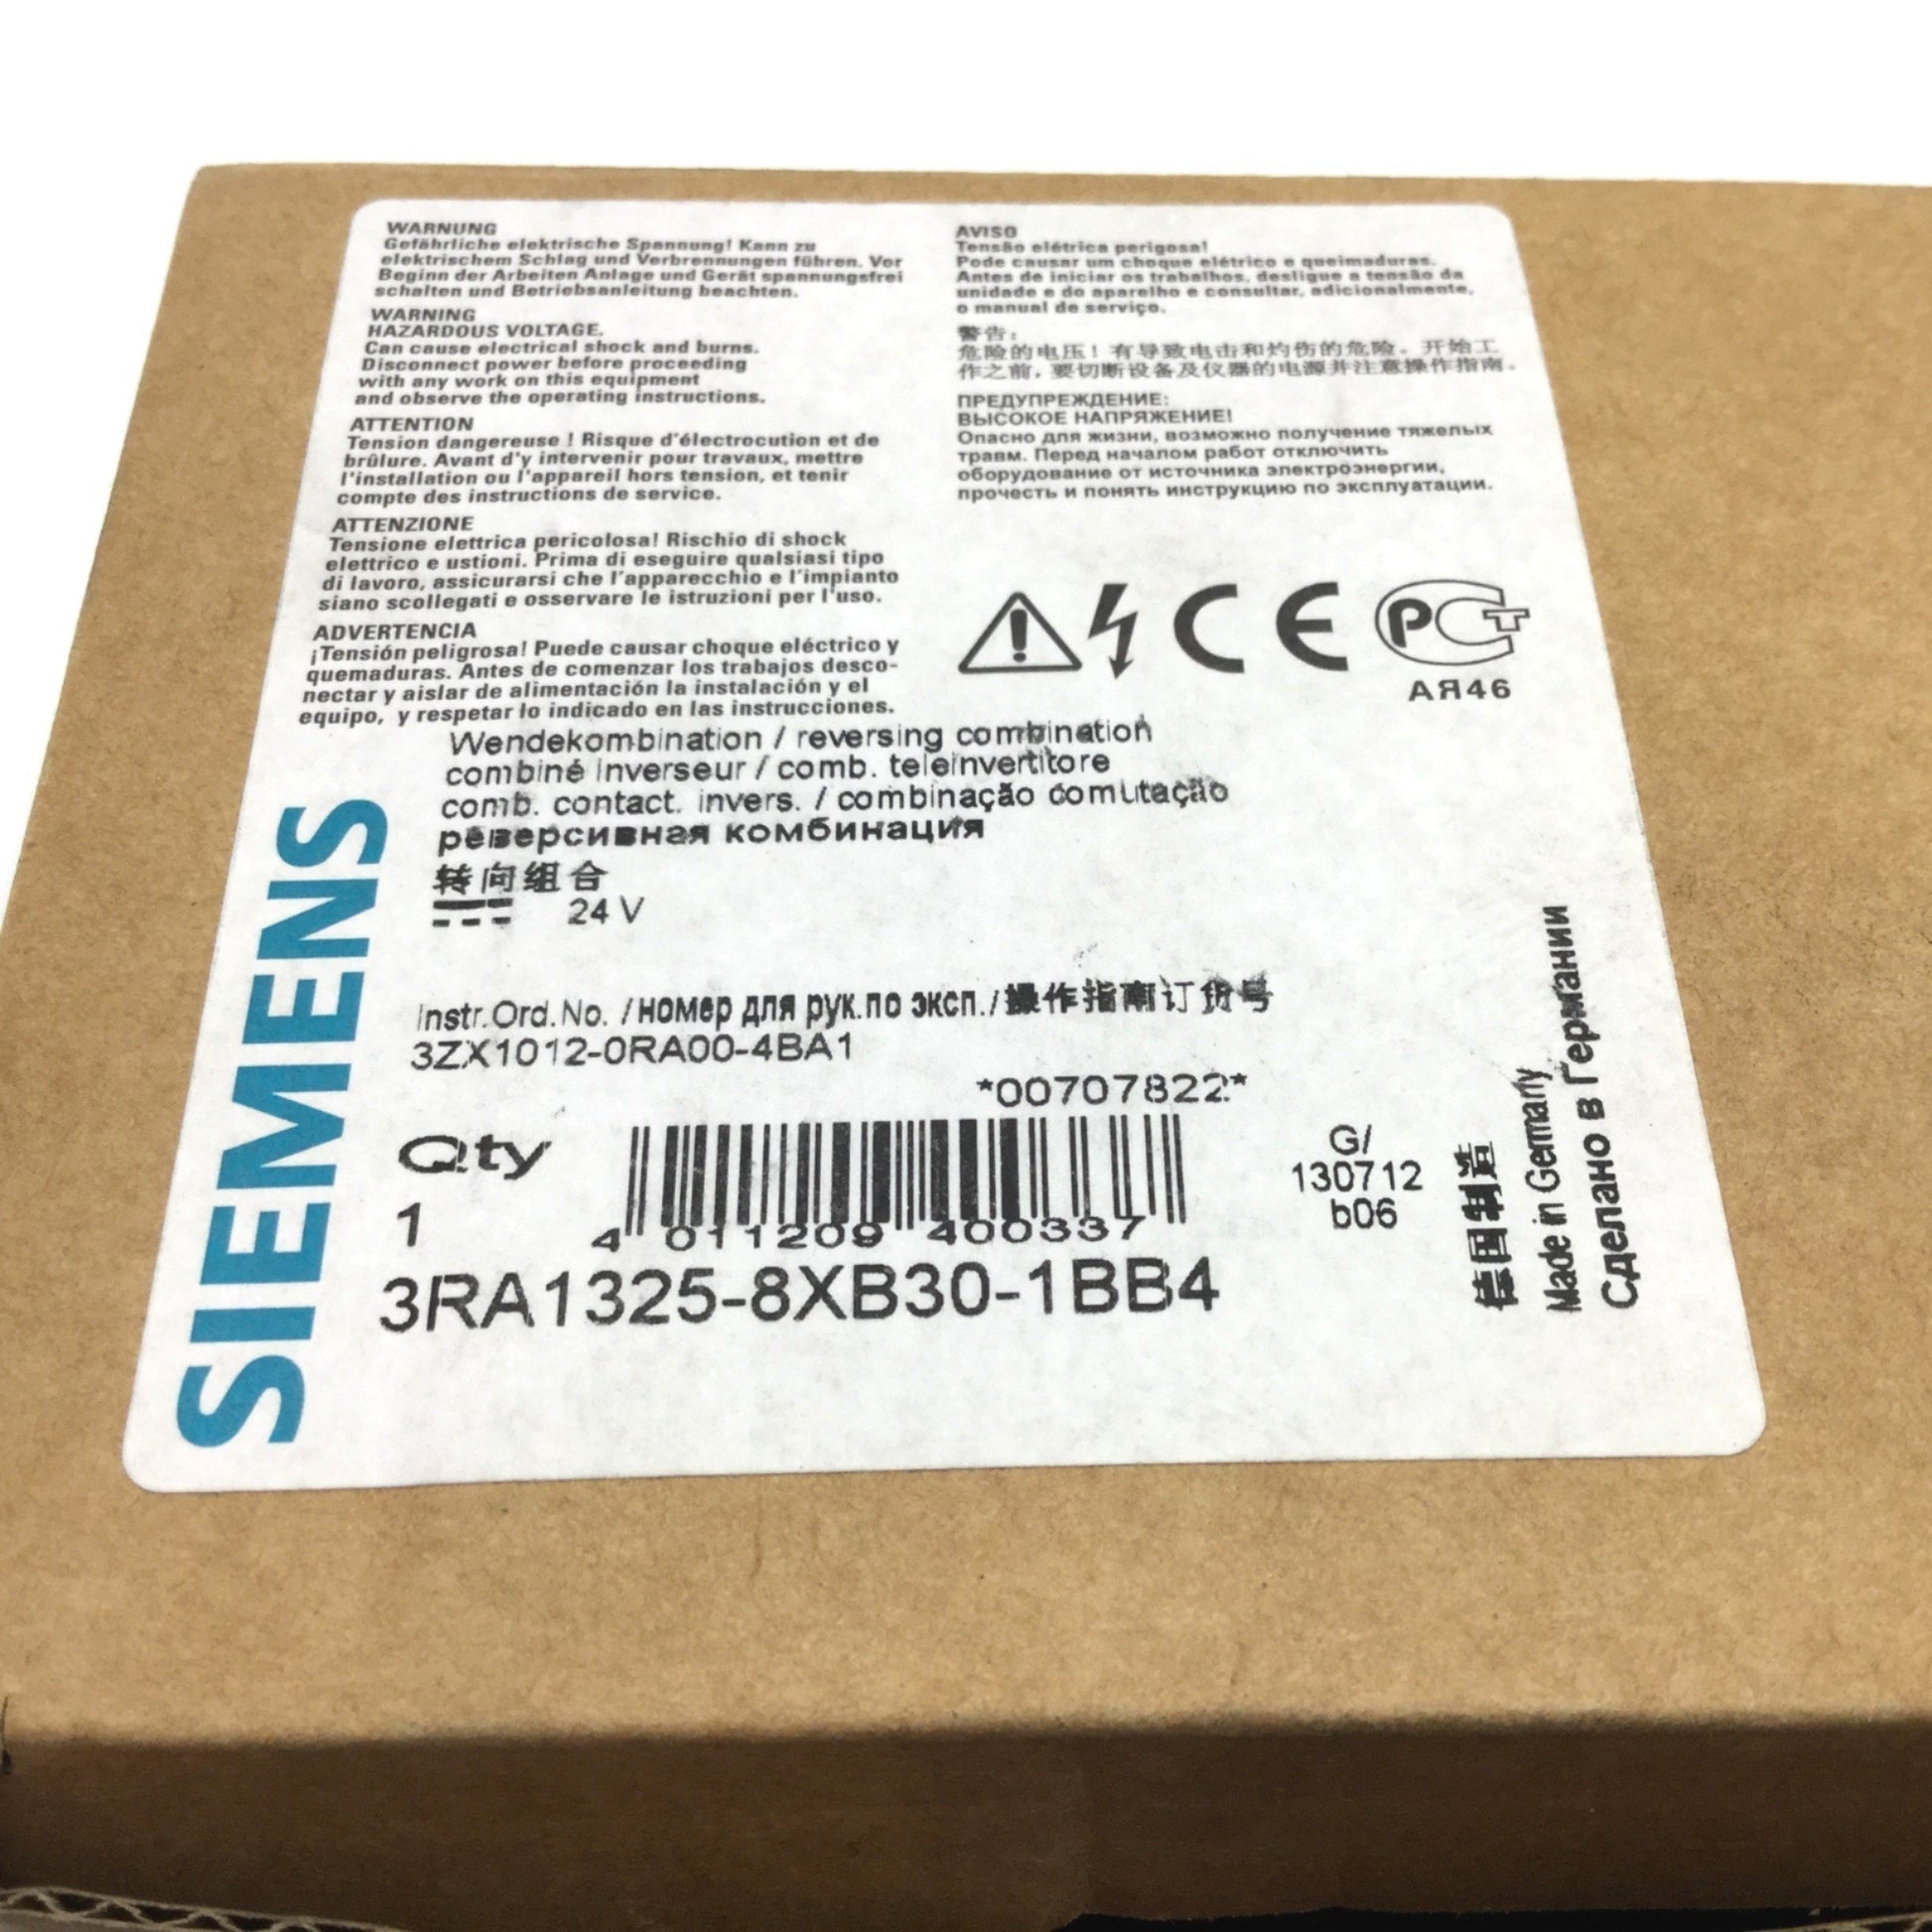 WARNUNG
Gefährliche elektrische Spannung! Kann zu
elektrischem Schlag und Verbrennungen führen. Vor
Beginn der Arbeiten Anlage und Gerät spannungsfrei
schalten und Betriebsanleitung beachten.
WARNING
HAZARDOUS VOLTAGE.
Can cause electrical shock and burns.
Disconnect power before proceeding
with any work on this equipment
and observe the operating instructions.
ATTENTION
Tension dangereuse ! Risque d'électrocution et de
brûlure. Avant d'y intervenir pour travaux, mettre
l'installation ou l'appareil hors tension, et tenir
compte des instructions de service.
ATTENZIONE
Tensione elettrica pericolosa! Rischio di shock
elettrico e ustioni. Prima di eseguire qualsiasi tipo
di lavoro, assicurarsi che l'apparecchio e l'impianto
siano scollegati e osservare le istruzioni per l'uso.
ADVERTENCIA
¡Tensión peligrosa! Puede causar choque eléctrico y
quemaduras. Antes de comenzar los trabajos desco-
nectar y aislar de alimentación la instalación y el
equipo, y respetar lo indicado en las instrucciones.
AVISO
Tensão elétrica perigosa!
Pode causar um choque elétrico e queimaduras.
Antes de iniciar os trabalhos, desligue a tensão da
unidade e do aparelho e consultar, adicionalmente,
o manual de serviço.
警告:
危险的电压! 有导致电击和灼伤的危险。开始工
作之前, 要切断设备及仪器的电源并注意操作指南。
ПРЕДУПРЕЖДЕНИЕ:
ВЫСОКОЕ НАПРЯЖЕНИЕ!
Опасно для жизни, возможно получение тяжелых
травм. Перед началом работ отключить
оборудование от источника электроэнергии,
прочесть и понять инструкцию по эксплуатации.
CE
РСТ
АЯ46
SIEMENS
Wendekombination / reversing combination
combiné inverseur / comb. teleinvertitore
comb. contact. invers. / combinação comutação
реверсивная комбинация
转向组合
24 V
Instr.Ord.No. /номер для рук.по эксп./操作指南订货号
3ZX1012-0RA00-4BA1
*00707822*
Qty
1
4 011209 400337
3RA1325-8XB30-1BB4
G/
130712
b06
德国制造
Made in Germany
Сделано в Германии